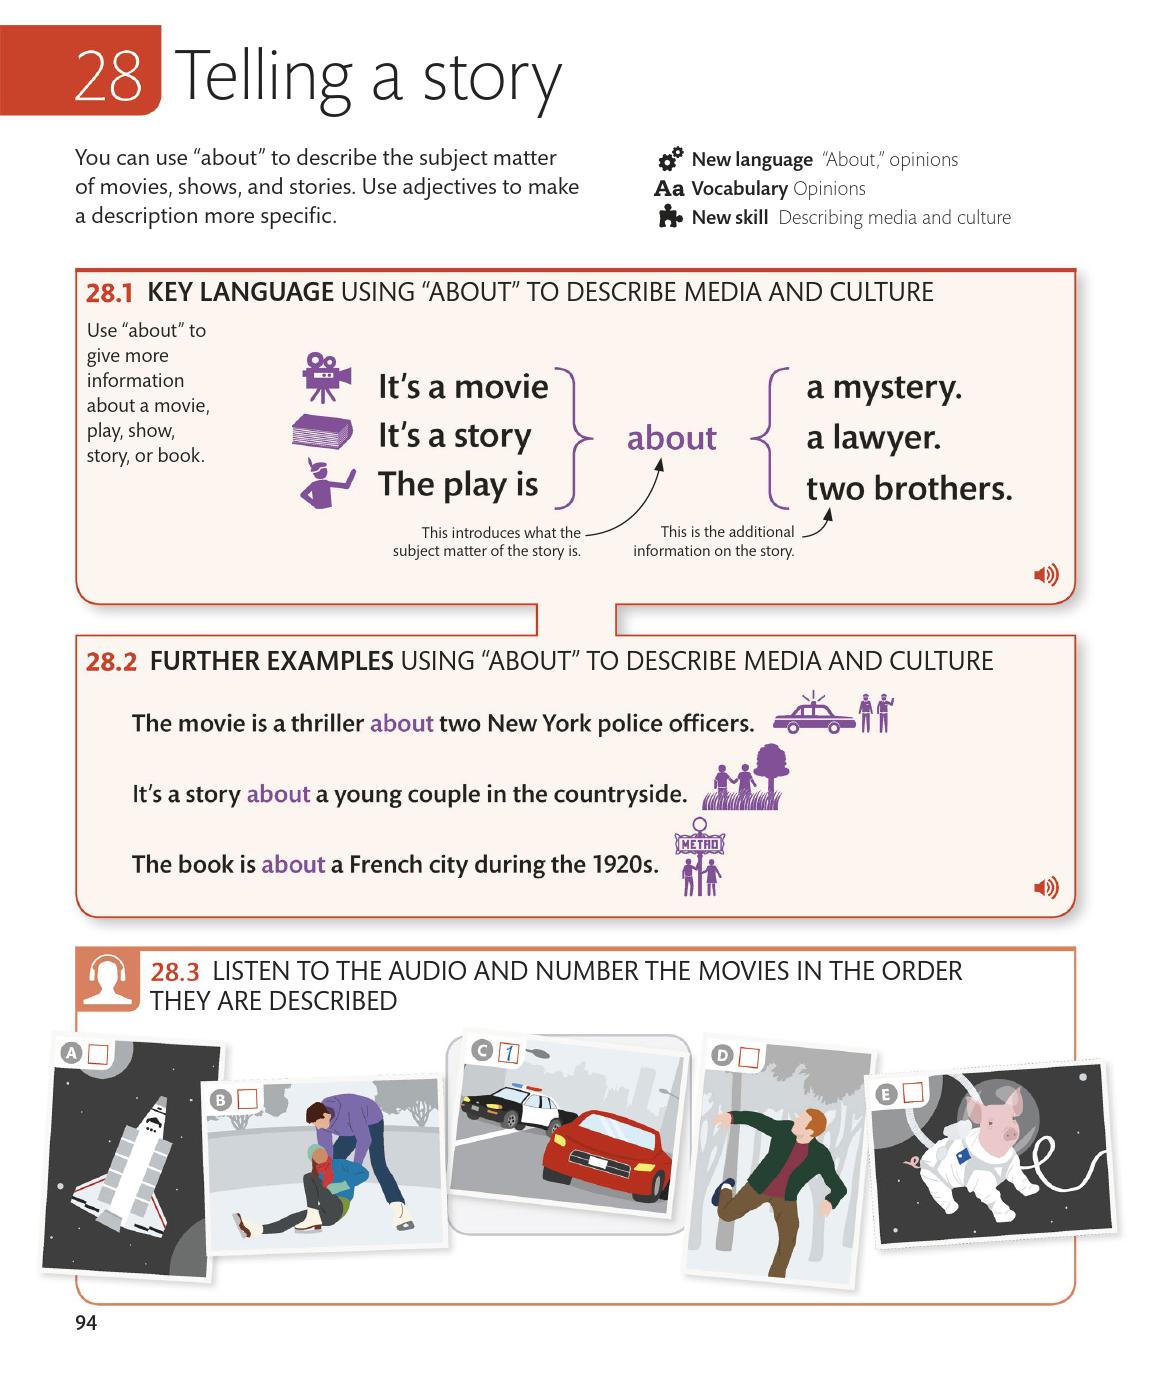 28 Telling a story
You can use “about” to describe the subject matter
of movies, shows, and stories. Use adjectives to make
a description more specific.
New language “About,” opinions
Aa Vocabulary Opinions
New skill Describing media and culture
28.1 KEY LANGUAGE USING “ABOUT” TO DESCRIBE MEDIA AND CULTURE
Use “about” to
give more
information
about a movie,
play, show,
story, or book.
It’s a movie
It’s a story
The play is
about
a mystery.
a lawyer.
two brothers.
This introduces what the
subject matter of the story is.
This is the additional
information on the story.
28.2 FURTHER EXAMPLES USING “ABOUT” TO DESCRIBE MEDIA AND CULTURE
The movie is a thriller about two New York police officers.
It’s a story about a young couple in the countryside.
METRO
The book is about a French city during the 1920s.
28.3 LISTEN TO THE AUDIO AND NUMBER THE MOVIES IN THE ORDER
THEY ARE DESCRIBED
A
B
C 1
D
E
94